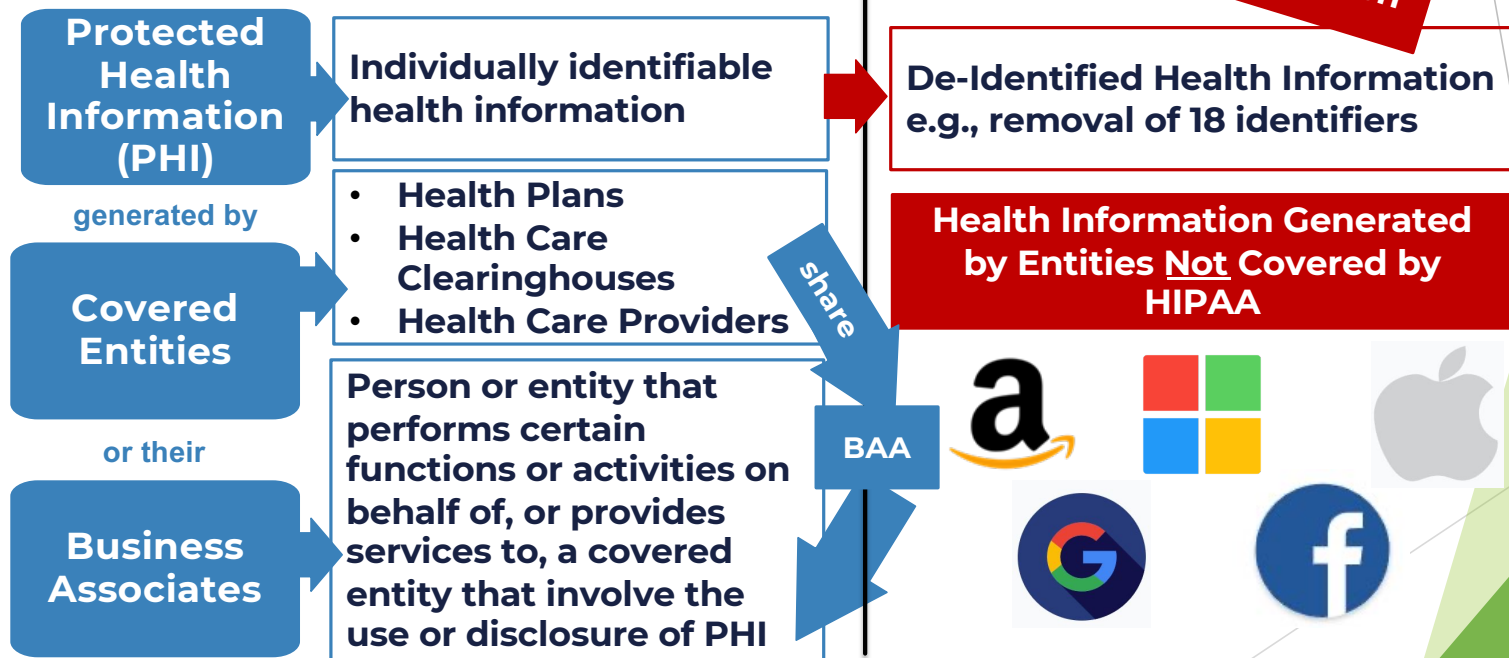 Protected
Health
Information
(PHI)
Individually identifiable
health information
De-Identified Health Information
e.g., removal of 18 identifiers
generated by
Covered
Entities
• Health Plans
• Health Care
Clearinghouses
• Health Care Providers
share
BAA
Health Information Generated
by Entities Not Covered by
HIPAA
a
G
f
or their
Business
Associates
Person or entity that
performs certain
functions or activities on
behalf of, or provides
services to, a covered
entity that involve the
use or disclosure of PHI